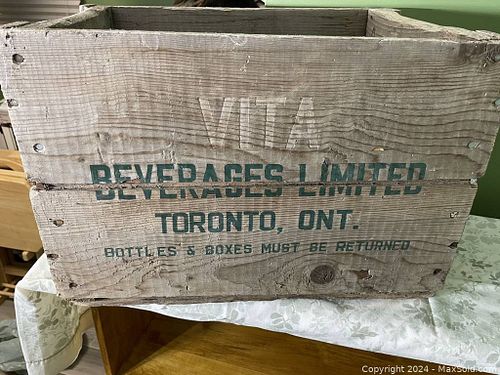 VITA
BEVERAGES LIMITED
TORONTO, ONT.
BOTTLES & BOXES MUST BE RETURNED
Copyright 2024 - MaxSold.com